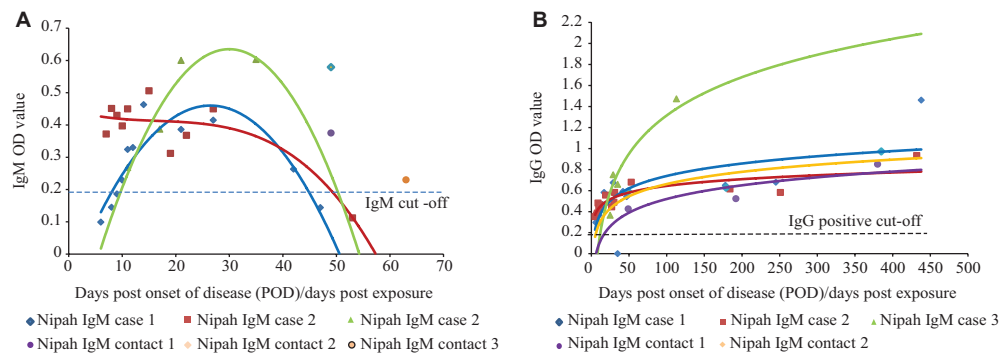 A
IgM OD value
0.7
0.6
0.5
0.4
0.3
0.2
0.1
0
IgM cut -off
0 10 20 30 40 50 60 70
Days post onset of disease (POD)/days post exposure
Nipah IgM case 1 Nipah IgM case 2 Nipah IgM case 2
Nipah IgM contact 1 Nipah IgM contact 2 Nipah IgM contact 3
B
IgG OD value
2.2
2
1.8
1.6
1.4
1.2
1
0.8
0.6
0.4
0.2
0
IgG positive cut-off
0 50 100 150 200 250 300 350 400 450 500
Days post onset of disease (POD)/days post exposure
Nipah IgM case 1 Nipah IgM case 2 Nipah IgM case 3
Nipah IgM contact 1 Nipah IgM contact 2